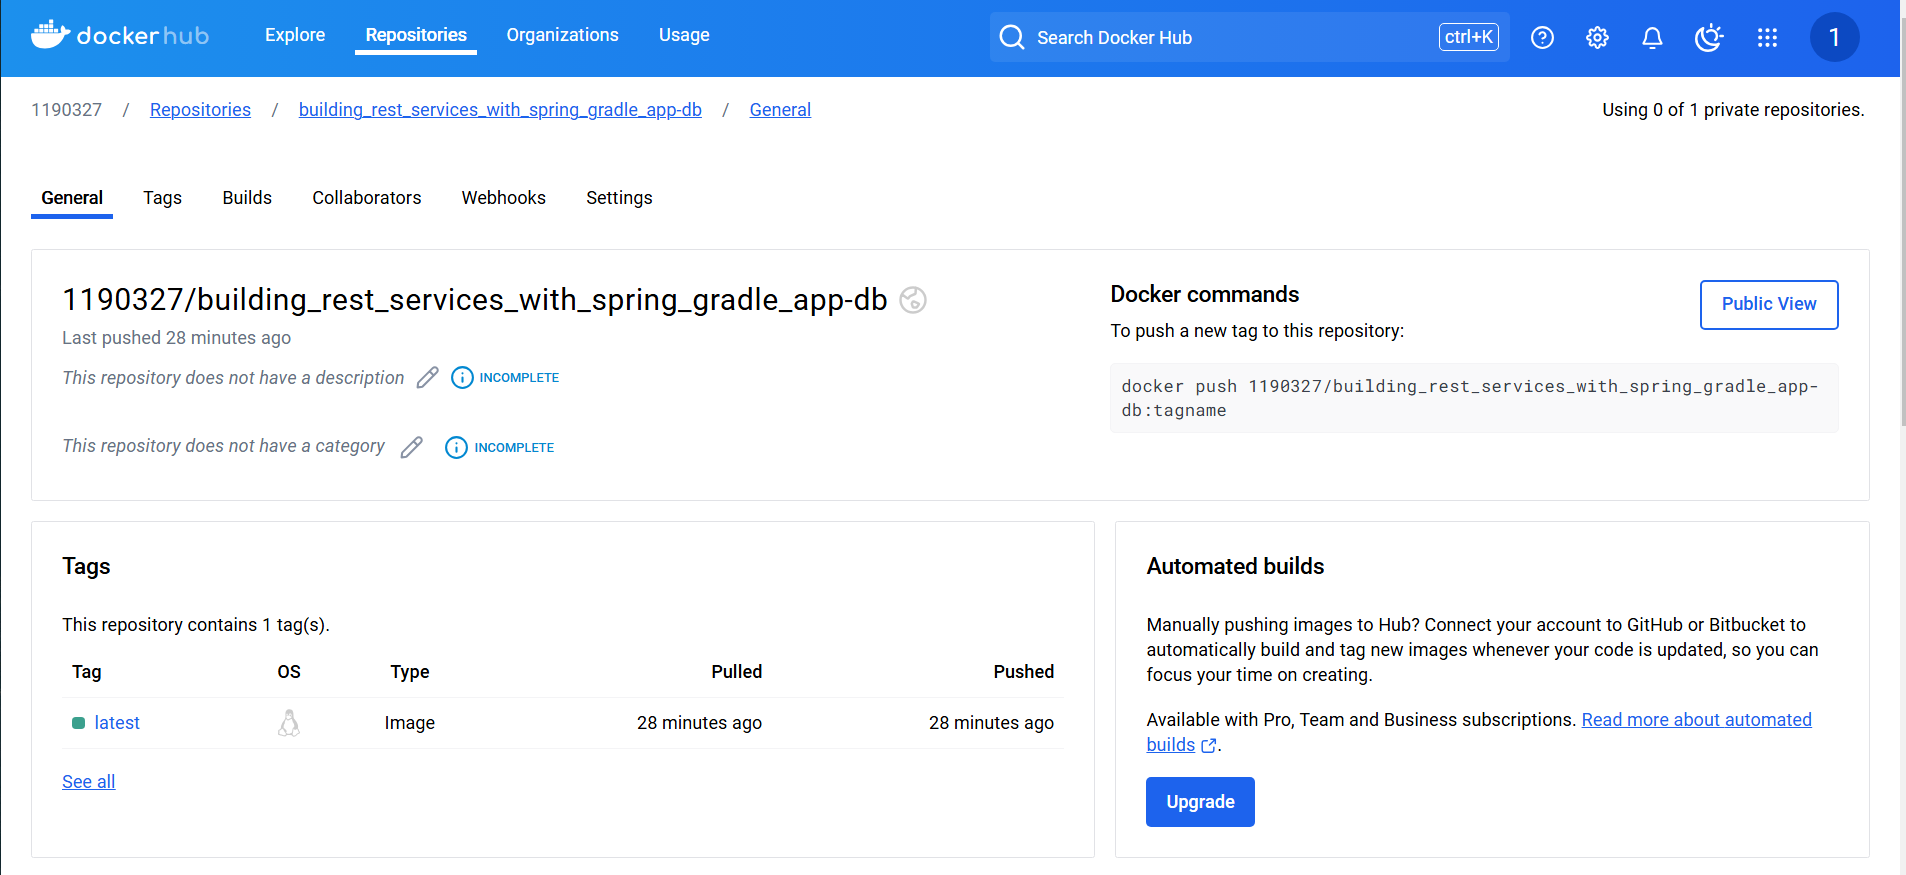 docker hub
Explore
Repositories
Organizations
Usage
Search Docker Hub
ctrl+K
1
1190327 / Repositories / building_rest_services_with_spring_gradle_app-db / General
Using 0 of 1 private repositories.
General
Tags
Builds
Collaborators
Webhooks
Settings
1190327/building_rest_services_with_spring_gradle_app-db
Last pushed 28 minutes ago
This repository does not have a description
INCOMPLETE
This repository does not have a category
INCOMPLETE
Docker commands
Public View
To push a new tag to this repository:
docker push 1190327/building_rest_services_with_spring_gradle_app-
db:tagname
Tags
This repository contains 1 tag(s).
Tag OS Type Pulled Pushed
latest Image 28 minutes ago 28 minutes ago
See all
Automated builds
Manually pushing images to Hub? Connect your account to GitHub or Bitbucket to
automatically build and tag new images whenever your code is updated, so you can
focus your time on creating.
Available with Pro, Team and Business subscriptions. Read more about automated
builds.
Upgrade